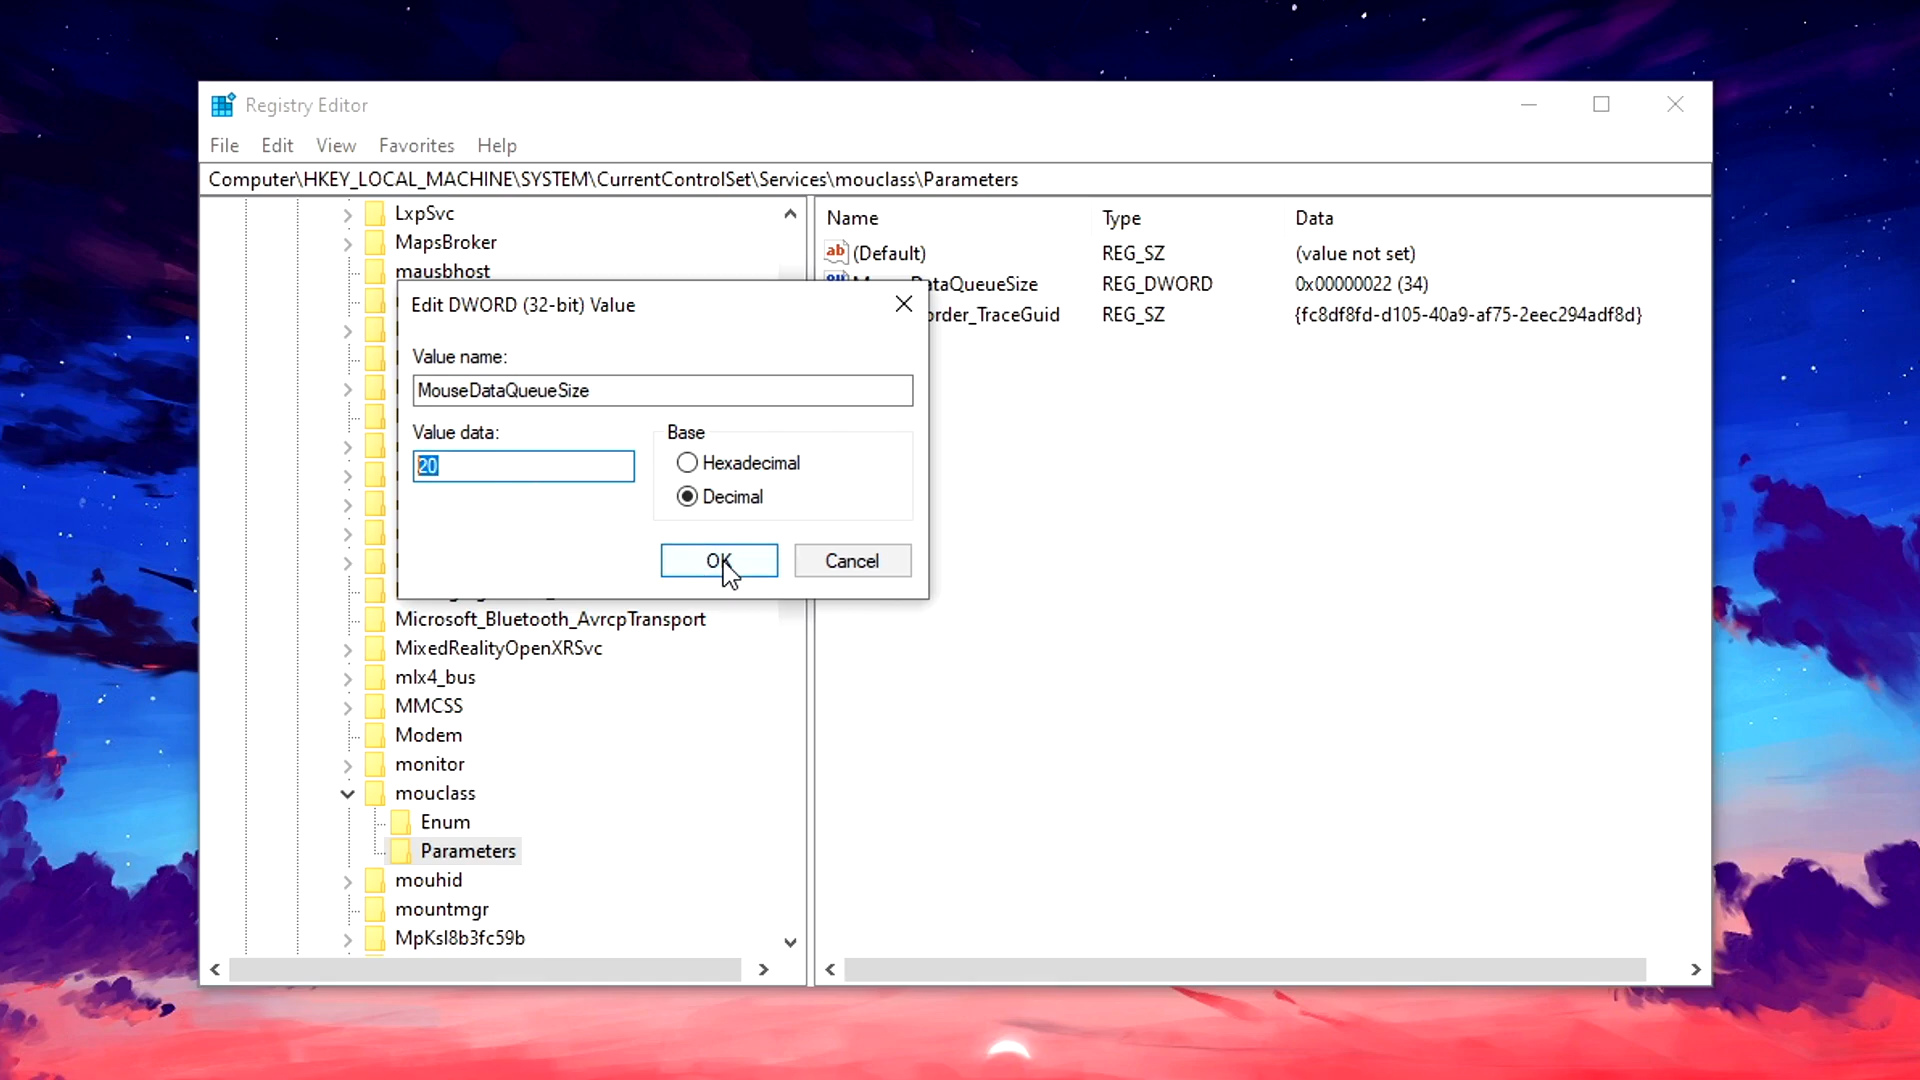 Registry Editor
File Edit View Favorites Help
Computer\HKEY_LOCAL_MACHINE\SYSTEM\CurrentControlSet\Services\mouclass\Parameters
LxpSvc
MapsBroker
mausbhost
Name Type Data
(Default) REG_SZ (value not set)
ataQueueSize REG_DWORD 0x00000022 (34)
order_TraceGuid REG_SZ {fc8df8fd-d105-40a9-af75-2eec294adf8d}
Edit DWORD (32-bit) Value
Value name:
MouseDataQueueSize
Value data:
20
Base
Hexadecimal
Decimal
OK Cancel
Microsoft_Bluetooth_AvrcpTransport
MixedRealityOpenXRSvc
mlx4_bus
MMCSS
Modem
monitor
mouclass
Enum
Parameters
mouhid
mountmgr
MpKsl8b3fc59b